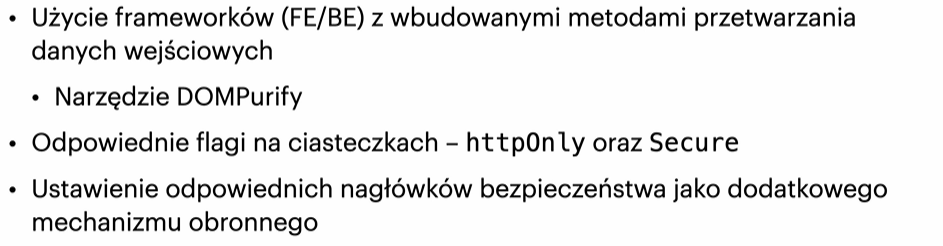 • Użycie frameworków (FE/BE) z wbudowanymi metodami przetwarzania
danych wejściowych
• Narzędzie DOMPurify
• Odpowiednie flagi na ciasteczkach – httpOnly oraz Secure
• Ustawienie odpowiednich nagłówków bezpieczeństwa jako dodatkowego
mechanizmu obronnego